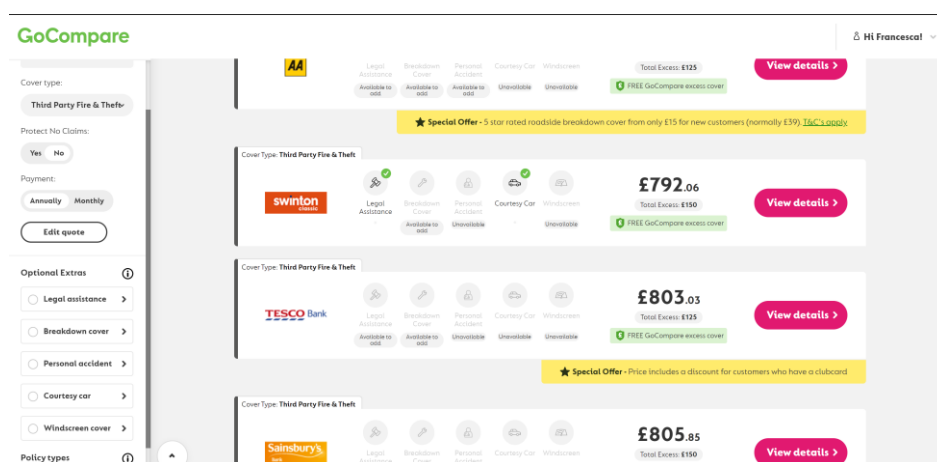 GoCompare
Hi Francesca!
Cover type:
Third Party Fire & Theft
Protect No Claims:
Yes No
Payment:
Annually Monthly
Edit quote
Optional Extras
Legal assistance
Breakdown cover
Personal accident
Courtesy car
Windscreen cover
Policy types
AA
Legal Assistance
Breakdown Cover
Personal Accident
Courtesy Car
Windscreen
Available to add
Available to add
Available to add
Unavailable
Unavailable
Total Excess: £125
FREE GoCompare excess cover
View details >
Special Offer - 5 star rated roadside breakdown cover from only £15 for new customers (normally £39). T&C's apply
Cover Type: Third Party Fire & Theft
swinton
classic
Legal Assistance
Breakdown Cover
Personal Accident
Courtesy Car
Windscreen
Available to add
Unavailable
Unavailable
£792.06
Total Excess: £150
FREE GoCompare excess cover
View details >
Cover Type: Third Party Fire & Theft
TESCO Bank
Legal Assistance
Breakdown Cover
Personal Accident
Courtesy Car
Windscreen
Available to add
Available to add
Unavailable
Unavailable
Unavailable
£803.03
Total Excess: £125
FREE GoCompare excess cover
View details >
Special Offer - Price includes a discount for customers who have a clubcard
Cover Type: Third Party Fire & Theft
Sainsbury's
bank
Legal
Breakdown
Personal
Courtesy Car
Windscreen
£805.85
Total Excess: £150
View details >